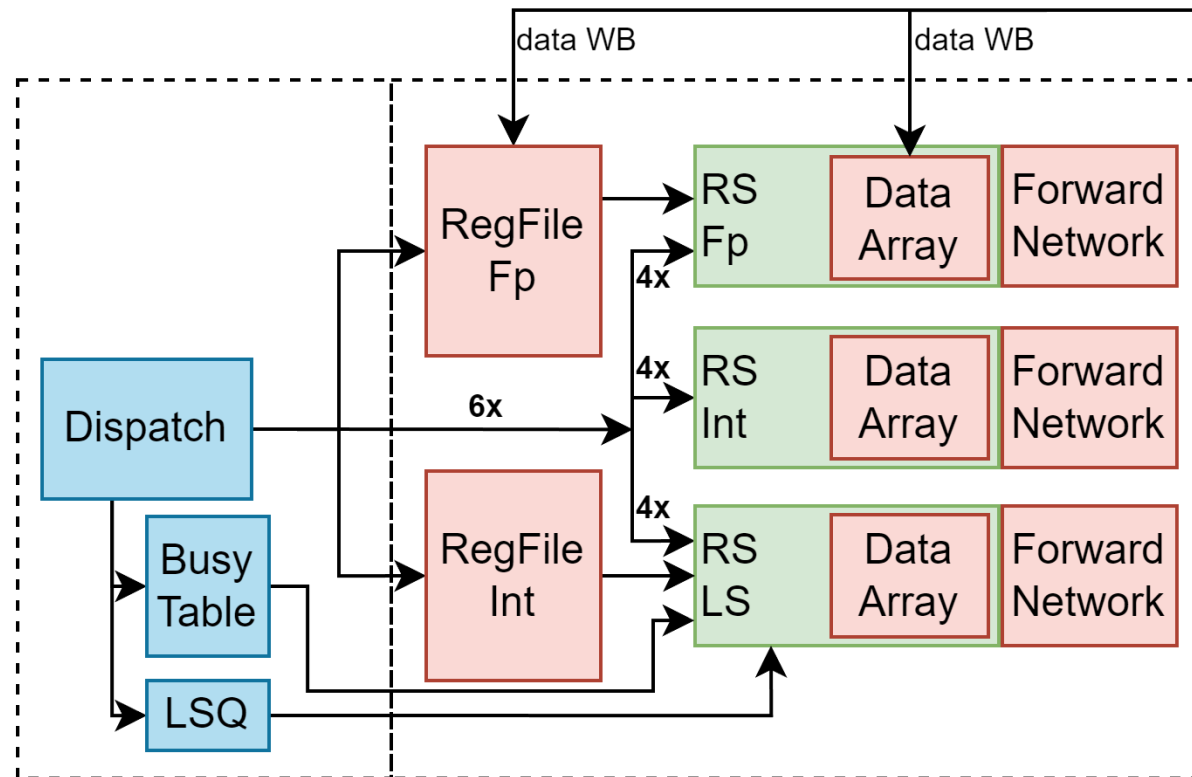 data WB
data WB
RegFile
Fp
RS
Fp
Data
Array
Forward
Network
4x
Dispatch
6x
4x
RS
Int
Data
Array
Forward
Network
Busy
Table
RegFile
Int
4x
RS
LS
Data
Array
Forward
Network
LSQ